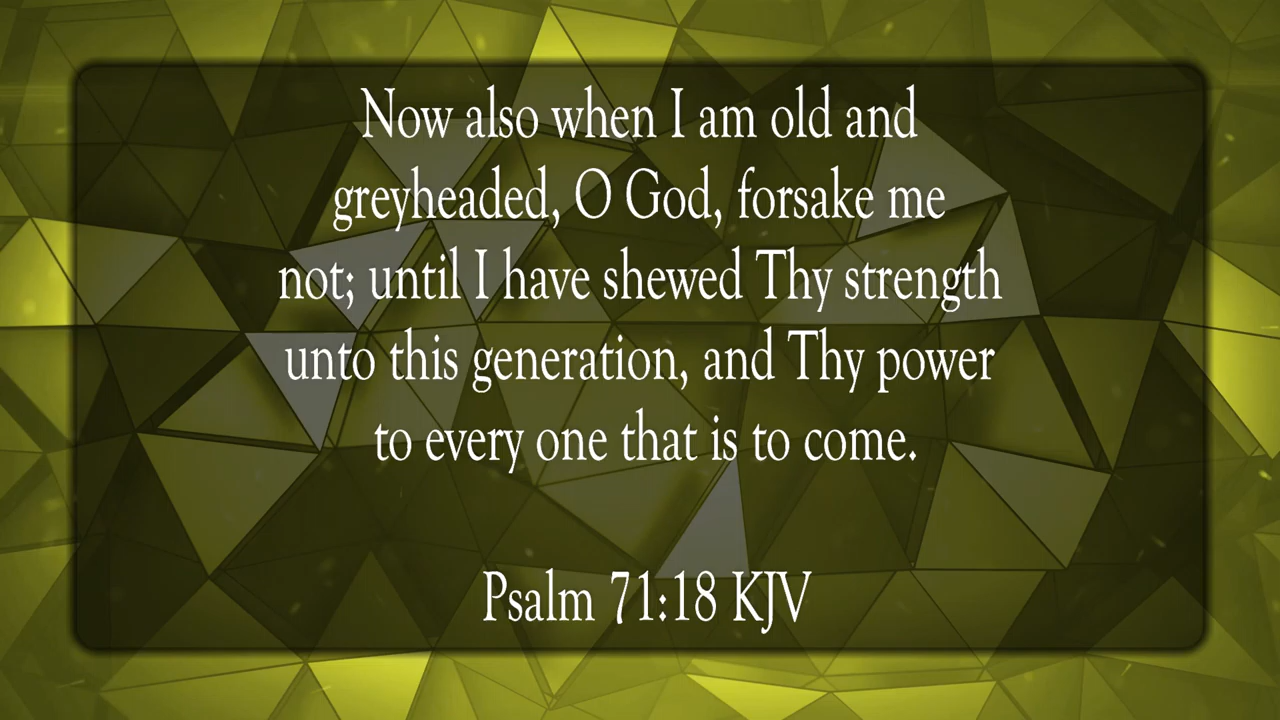 Now also when I am old and
greyheaded, O God, forsake me
not; until I have shewed Thy strength
unto this generation, and Thy power
to every one that is to come.
Psalm 71:18 KJV